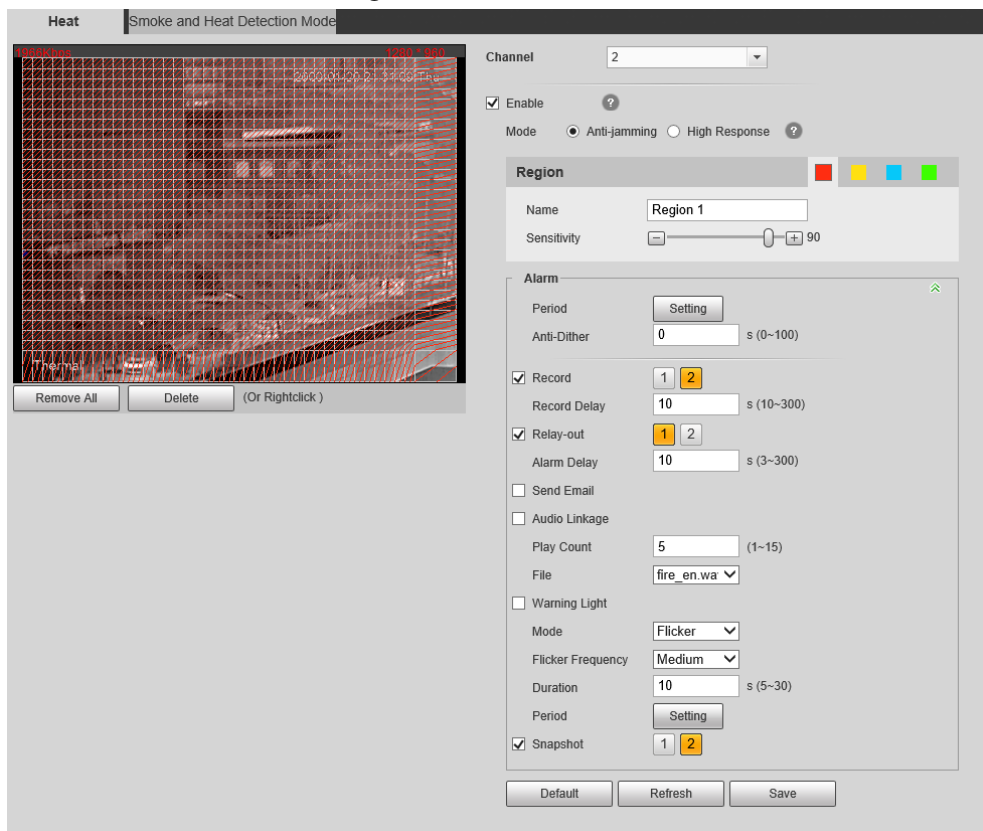 Heat Smoke and Heat Detection Mode
1966Kbps 1280 * 960
Thermal
Remove All Delete (Or Rightclick )
Channel 2
Enable ?
Mode Anti-jamming High Response ?
Region
Name Region 1
Sensitivity 90
Alarm
Period Setting
Anti-Dither 0 s (0~100)
Record 1 2
Record Delay 10 s (10~300)
Relay-out 1 2
Alarm Delay 10 s (3~300)
Send Email
Audio Linkage
Play Count 5 (1~15)
File fire_en.wa
Warning Light
Mode Flicker
Flicker Frequency Medium
Duration 10 s (5~30)
Period Setting
Snapshot 1 2
Default Refresh Save